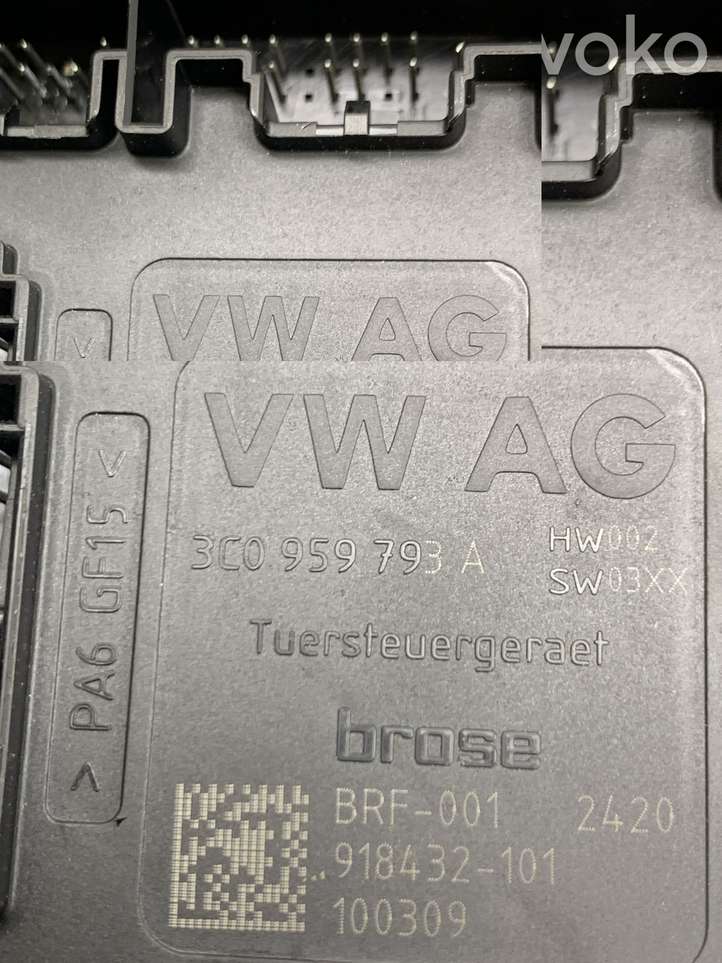 voko
VW AG
<
VW AG
> PA6 GF15 <
3C0 959 793 A
HW002
SW03XX
Tuersteuergeraet
brose
BRF-001 2420
918432-101
100309